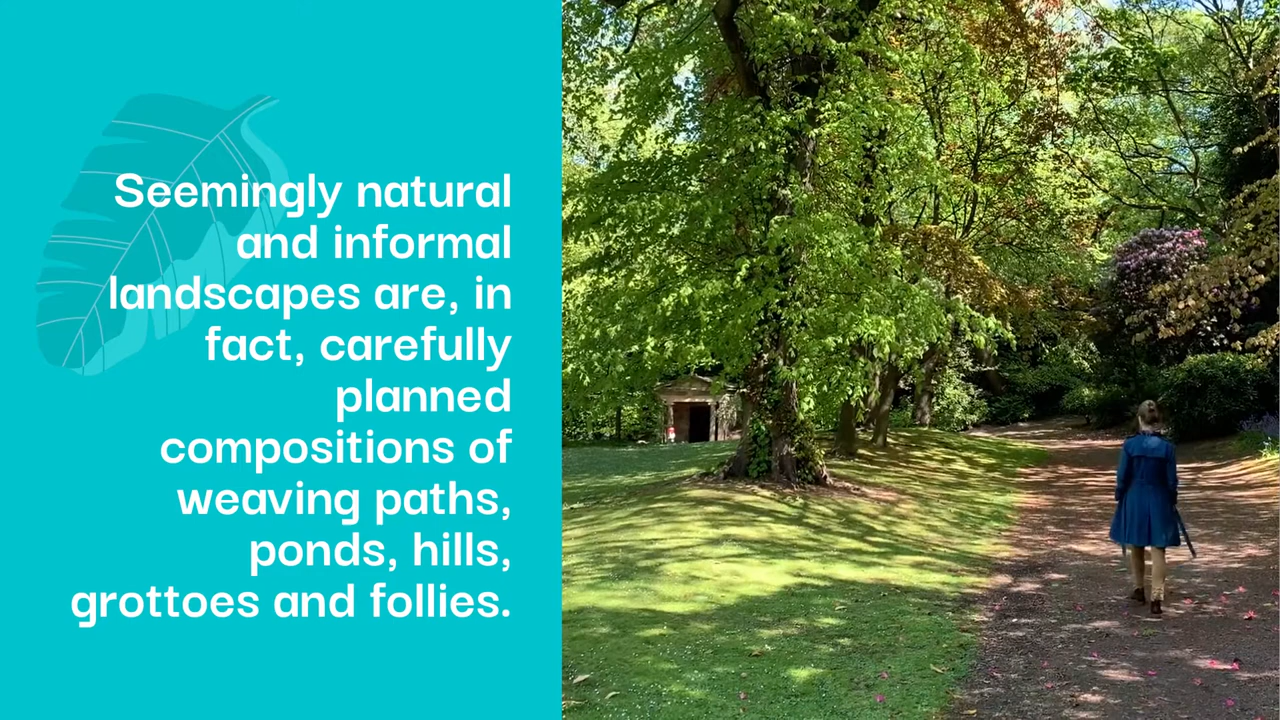 Seemingly natural
and informal
landscapes are, in
fact, carefully
planned
compositions of
weaving paths,
ponds, hills,
grottoes and follies.